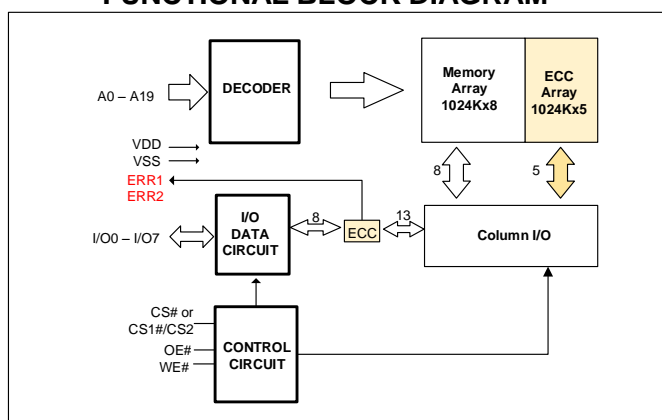 FUNCTIONAL BLOCK DIAGRAM
A0 – A19
DECODER
Memory
Array
1024Kx8
ECC
Array
1024Kx5
VDD
VSS
ERR1
ERR2
8
5
I/O0 – I/O7
I/O
DATA
CIRCUIT
8
ECC
13
Column I/O
CS# or
CS1#/CS2
OE#
WE#
CONTROL
CIRCUIT